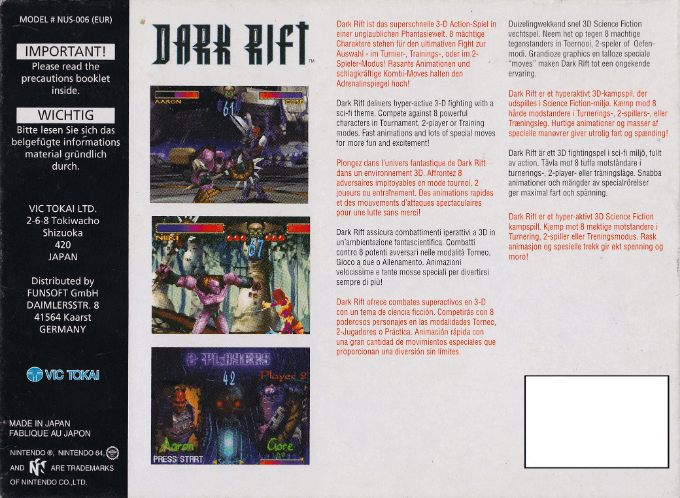 MODEL # NUS-006 (EUR)
IMPORTANT!
Please read the
precautions booklet
inside.
WICHTIG
Bitte lesen Sie sich das
belgefügte informations
material gründlich
durch.
VIC TOKAI LTD.
2-6-8 Tokiwacho
Shizuoka
420
JAPAN
Distributed by
FUNSOFT GmbH
DAIMLERSSTR. 8
41564 Kaarst
GERMANY
VIC TOKAI
MADE IN JAPAN
FABLIQUE AU JAPON
NINTENDO ®, NINTENDO 64,
AND ARE TRADEMARKS
OF NINTENDO CO.,LTD.
DARK RIFT™
AARON
61
NIIKI
67
2 PLAYERS
42
Player 2
Aaron
Gore
PRESS START
Select
Dark Rift ist das superschnelle 3-D Action-Spiel in
einer unglaublichen Phantasiewelt. 8 mächtige
Charaktere stehen für den ultimativen Fight zur
Auswahl - im Turnier-, Trainings-, oder im 2-
Spieler-Modus! Rasante Animationen und
schlagkräftige Kombi-Moves halten den
Adrenalinspiegel hoch!
Dark Rift delivers hyper-active 3-D fighting with a
sci-fi theme. Compete against 8 powerful
characters in Tournament, 2-player or Training
modes. Fast animations and lots of special moves
for more fun and excitement!
Plongez dans l'univers fantastique de Dark Rift
dans un environnement 3D. Affrontez 8
adversaires impitoyables en mode tournoi, 2
joueurs ou entraînement. Des animations rapides
et des mouvements d'attaques spectaculaires
pour une lutte sans merci!
Dark Rift assicura combattimenti iperattivi a 3D in
un'ambientazione fantascientifica. Combatti
contro 8 potenti avversari nelle modalità Torneo,
Gioco a due o Allenamento. Animazioni
velocissime e tante mosse speciali per divertirsi
sempre di più!
Dark Rift ofrece combates superactivos en 3-D
con un tema de ciencia ficción. Competirás con 8
poderosos personajes en las modalidades Torneo,
2-Jugadores o Práctica. Animación rápida con
una gran cantidad de movimientos especiales que
proporcionan una diversión sin límites.
Duizelingwekkend snel 3D Science Fiction
vechtspel. Neem het op tegen 8 machtige
tegenstanders in Toernooi, 2-speler of Oefen-
modi. Grandioze graphics en talloze speciale
"moves" maken Dark Rift tot een ongekende
ervaring.
Dark Rift er et hyperaktivt 3D-kampspill, der
udspilles i Science Fiction-miljø. Kæmp mod 8
hårde modstandere i Turnerings-, 2-spillers-, eller
Træningsleg. Hurtige animationer og masser af
specielle manøvrer giver utrolig fart og spænding!
Dark Rift är ett 3D fightingspel i sci-fi miljö, fullt
av action. Tävla mot 8 tuffa motståndare i
turnerings-, 2-player- eller träningsläge. Snabba
animationer och mängder av specialrörelser
ger maximal fart och spänning.
Dark Rift er et hyper-aktivt 3D Science Fiction
kampspill. Kjemp mot 8 mektige motstandere i
Turnering, 2-spiller eller Treningsmodus. Rask
animasjon og spesielle trekk gir økt spenning og
moro!